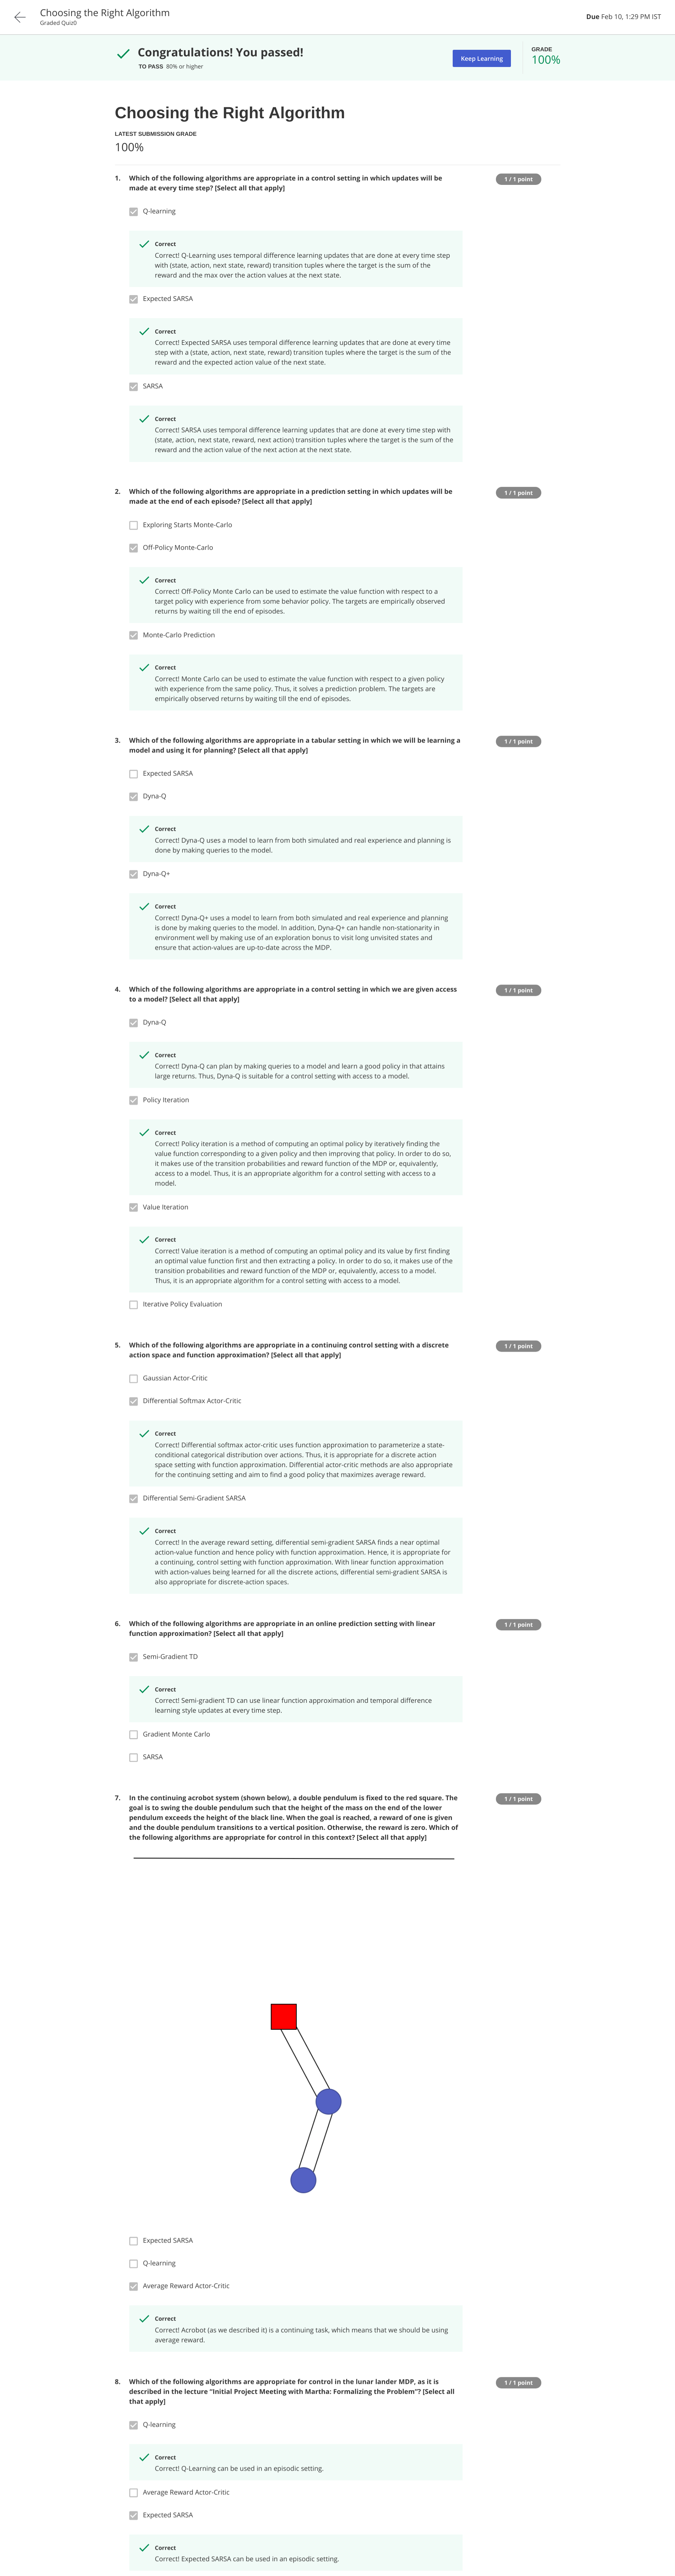 Choosing the Right Algorithm
Graded Quiz0
Due Feb 10, 1:29 PM IST
Congratulations! You passed!
TO PASS 80% or higher
Keep Learning
GRADE
100%
Choosing the Right Algorithm
LATEST SUBMISSION GRADE
100%
1. Which of the following algorithms are appropriate in a control setting in which updates will be
made at every time step? [Select all that apply]
1 / 1 point
Q-learning
Correct
Correct! Q-Learning uses temporal difference learning updates that are done at every time step
with (state, action, next state, reward) transition tuples where the target is the sum of the
reward and the max over the action values at the next state.
Expected SARSA
Correct
Correct! Expected SARSA uses temporal difference learning updates that are done at every time
step with a (state, action, next state, reward) transition tuples where the target is the sum of the
reward and the expected action value of the next state.
SARSA
Correct
Correct! SARSA uses temporal difference learning updates that are done at every time step with
(state, action, next state, reward, next action) transition tuples where the target is the sum of the
reward and the action value of the next action at the next state.
2. Which of the following algorithms are appropriate in a prediction setting in which updates will be
made at the end of each episode? [Select all that apply]
1 / 1 point
Exploring Starts Monte-Carlo
Off-Policy Monte-Carlo
Correct
Correct! Off-Policy Monte Carlo can be used to estimate the value function with respect to a
target policy with experience from some behavior policy. The targets are empirically observed
returns by waiting till the end of episodes.
Monte-Carlo Prediction
Correct
Correct! Monte Carlo can be used to estimate the value function with respect to a given policy
with experience from the same policy. Thus, it solves a prediction problem. The targets are
empirically observed returns by waiting till the end of episodes.
3. Which of the following algorithms are appropriate in a tabular setting in which we will be learning a
model and using it for planning? [Select all that apply]
1 / 1 point
Expected SARSA
Dyna-Q
Correct
Correct! Dyna-Q uses a model to learn from both simulated and real experience and planning is
done by making queries to the model.
Dyna-Q+
Correct
Correct! Dyna-Q+ uses a model to learn from both simulated and real experience and planning
is done by making queries to the model. In addition, Dyna-Q+ can handle non-stationarity in
environment well by making use of an exploration bonus to visit long unvisited states and
ensure that action-values are up-to-date across the MDP.
4. Which of the following algorithms are appropriate in a control setting in which we are given access
to a model? [Select all that apply]
1 / 1 point
Dyna-Q
Correct
Correct! Dyna-Q can plan by making queries to a model and learn a good policy in that attains
large returns. Thus, Dyna-Q is suitable for a control setting with access to a model.
Policy Iteration
Correct
Correct! Policy iteration is a method of computing an optimal policy by iteratively finding the
value function corresponding to a given policy and then improving that policy. In order to do so,
it makes use of the transition probabilities and reward function of the MDP or, equivalently,
access to a model. Thus, it is an appropriate algorithm for a control setting with access to a
model.
Value Iteration
Correct
Correct! Value iteration is a method of computing an optimal policy and its value by first finding
an optimal value function first and then extracting a policy. In order to do so, it makes use of the
transition probabilities and reward function of the MDP or, equivalently, access to a model.
Thus, it is an appropriate algorithm for a control setting with access to a model.
Iterative Policy Evaluation
5. Which of the following algorithms are appropriate in a continuing control setting with a discrete
action space and function approximation? [Select all that apply]
1 / 1 point
Gaussian Actor-Critic
Differential Softmax Actor-Critic
Correct
Correct! Differential softmax actor-critic uses function approximation to parameterize a state-
conditional categorical distribution over actions. Thus, it is appropriate for a discrete action
space setting with function approximation. Differential actor-critic methods are also appropriate
for the continuing setting and aim to find a good policy that maximizes average reward.
Differential Semi-Gradient SARSA
Correct
Correct! In the average reward setting, differential semi-gradient SARSA finds a near optimal
action-value function and hence policy with function approximation. Hence, it is appropriate for
a continuing, control setting with function approximation. With linear function approximation
with action-values being learned for all the discrete actions, differential semi-gradient SARSA is
also appropriate for discrete-action spaces.
6. Which of the following algorithms are appropriate in an online prediction setting with linear
function approximation? [Select all that apply]
1 / 1 point
Semi-Gradient TD
Correct
Correct! Semi-gradient TD can use linear function approximation and temporal difference
learning style updates at every time step.
Gradient Monte Carlo
SARSA
7. In the continuing acrobot system (shown below), a double pendulum is fixed to the red square. The
goal is to swing the double pendulum such that the height of the mass on the end of the lower
pendulum exceeds the height of the black line. When the goal is reached, a reward of one is given
and the double pendulum transitions to a vertical position. Otherwise, the reward is zero. Which of
the following algorithms are appropriate for control in this context? [Select all that apply]
1 / 1 point
Expected SARSA
Q-learning
Average Reward Actor-Critic
Correct
Correct! Acrobot (as we described it) is a continuing task, which means that we should be using
average reward.
8. Which of the following algorithms are appropriate for control in the lunar lander MDP, as it is
described in the lecture "Initial Project Meeting with Martha: Formalizing the Problem"? [Select all
that apply]
1 / 1 point
Q-learning
Correct
Correct! Q-Learning can be used in an episodic setting.
Average Reward Actor-Critic
Expected SARSA
Correct
Correct! Expected SARSA can be used in an episodic setting.